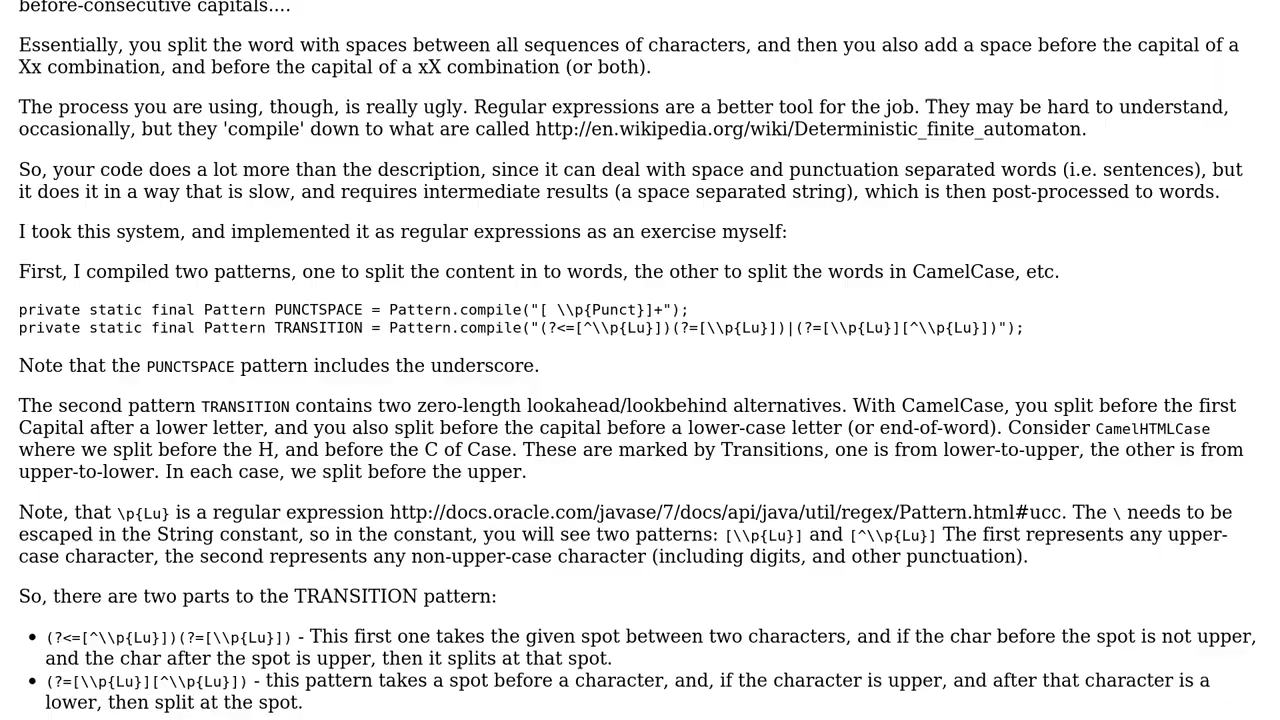 before-consecutive capitals....
Essentially, you split the word with spaces between all sequences of characters, and then you also add a space before the capital of a
Xx combination, and before the capital of a xX combination (or both).
The process you are using, though, is really ugly. Regular expressions are a better tool for the job. They may be hard to understand,
occasionally, but they 'compile' down to what are called http://en.wikipedia.org/wiki/Deterministic_finite_automaton.
So, your code does a lot more than the description, since it can deal with space and punctuation separated words (i.e. sentences), but
it does it in a way that is slow, and requires intermediate results (a space separated string), which is then post-processed to words.
I took this system, and implemented it as regular expressions as an exercise myself:
First, I compiled two patterns, one to split the content in to words, the other to split the words in CamelCase, etc.
private static final Pattern PUNCTSPACE = Pattern.compile("[ \\p{Punct}]+");
private static final Pattern TRANSITION = Pattern.compile("(?<=[^\\p{Lu}])(?=[\\p{Lu}])|(?=[\\p{Lu}][^\\p{Lu}])");
Note that the PUNCTSPACE pattern includes the underscore.
The second pattern TRANSITION contains two zero-length lookahead/lookbehind alternatives. With CamelCase, you split before the first
Capital after a lower letter, and you also split before the capital before a lower-case letter (or end-of-word). Consider CamelHTMLCase
where we split before the H, and before the C of Case. These are marked by Transitions, one is from lower-to-upper, the other is from
upper-to-lower. In each case, we split before the upper.
Note, that \p{Lu} is a regular expression http://docs.oracle.com/javase/7/docs/api/java/util/regex/Pattern.html#ucc. The \ needs to be
escaped in the String constant, so in the constant, you will see two patterns: [\\p{Lu}] and [^\\p{Lu}] The first represents any upper-
case character, the second represents any non-upper-case character (including digits, and other punctuation).
So, there are two parts to the TRANSITION pattern:
• (?<=[^\\p{Lu}])(?=[\\p{Lu}]) - This first one takes the given spot between two characters, and if the char before the spot is not upper,
and the char after the spot is upper, then it splits at that spot.
• (?=[\\p{Lu}][^\\p{Lu}]) - this pattern takes a spot before a character, and, if the character is upper, and after that character is a
lower, then split at the spot.